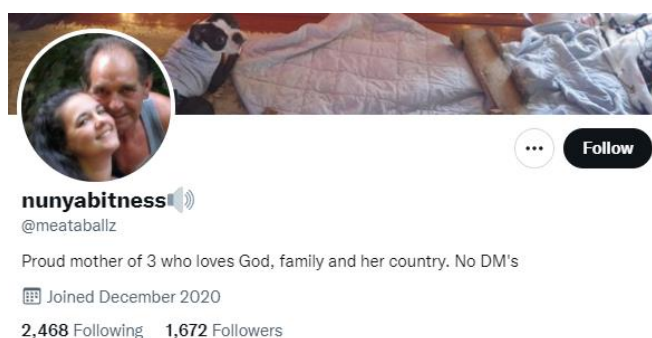 Follow
nunyabitness
@meataballz
Proud mother of 3 who loves God, family and her country. No DM's
Joined December 2020
2,468 Following 1,672 Followers